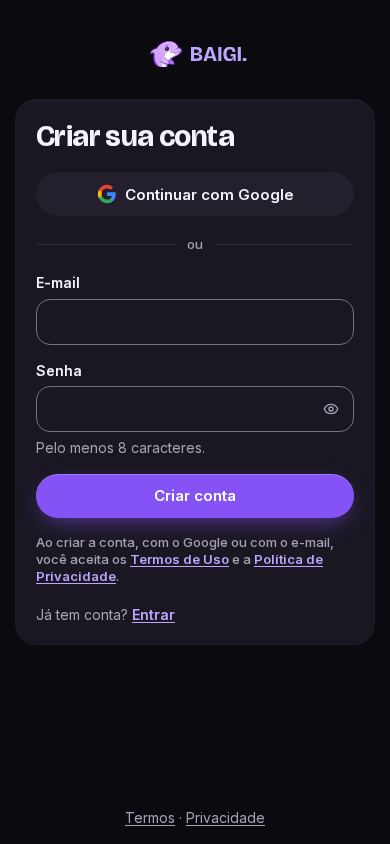 BAIGI.
Criar sua conta
Continuar com Google
ou
E-mail
Senha
Pelo menos 8 caracteres.
Criar conta
Ao criar a conta, com o Google ou com o e-mail,
você aceita os Termos de Uso e a Política de
Privacidade.
Já tem conta? Entrar
Termos · Privacidade